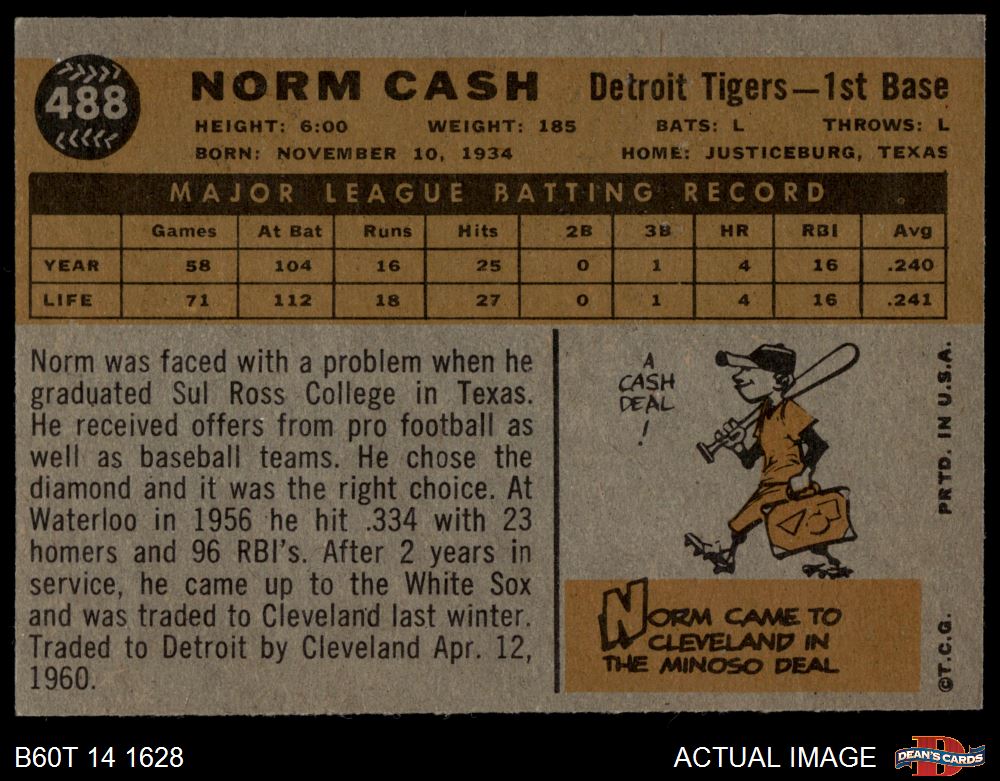 488
NORM CASH
Detroit Tigers—1st Base
HEIGHT: 6:00 WEIGHT: 185 BATS: L THROWS: L
BORN: NOVEMBER 10, 1934 HOME: JUSTICEBURG, TEXAS
MAJOR LEAGUE BATTING RECORD
Games At Bat Runs Hits 2B 3B HR RBI Avg
YEAR 58 104 16 25 0 1 4 16 .240
LIFE 71 112 18 27 0 1 4 16 .241
Norm was faced with a problem when he
graduated Sul Ross College in Texas.
He received offers from pro football as
well as baseball teams. He chose the
diamond and it was the right choice. At
Waterloo in 1956 he hit .334 with 23
homers and 96 RBI's. After 2 years in
service, he came up to the White Sox
and was traded to Cleveland last winter.
Traded to Detroit by Cleveland Apr. 12,
1960.
A
CASH
DEAL
!
NORM CAME TO
CLEVELAND IN
THE MINOSO DEAL
©T.C.G. PRTD. IN U.S.A.
B60T 14 1628
ACTUAL IMAGE
D
DEAN'S CARDS